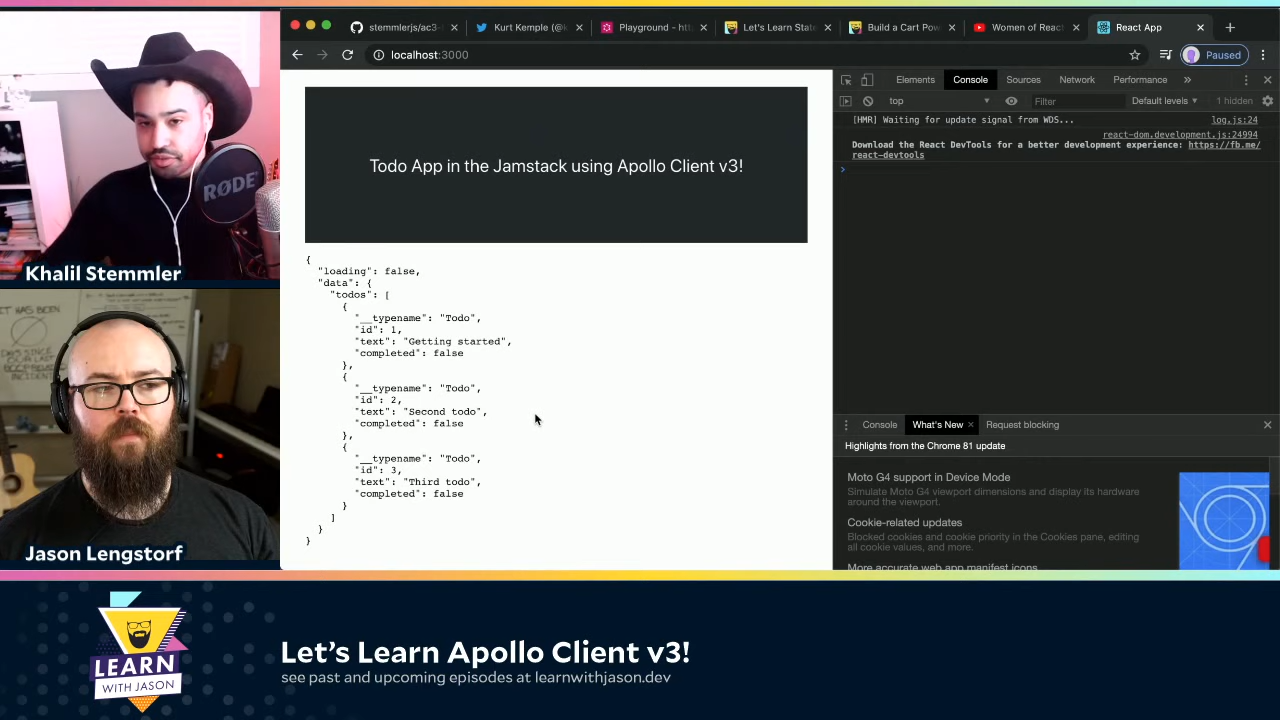 stemmlerjs/ac3-
Kurt Kemple (@k
Playground - htt
Let's Learn State
Build a Cart Pow
Women of React
React App
localhost:3000
Paused
RØDE
Khalil Stemmler
IT HAS BEEN
DAYS SINCE
OUR LAST
INCIDENT
Jason Lengstorf
Todo App in the Jamstack using Apollo Client v3!
{
"loading": false,
"data": {
"todos": [
{
"__typename": "Todo",
"id": 1,
"text": "Getting started",
"completed": false
},
{
"__typename": "Todo",
"id": 2,
"text": "Second todo",
"completed": false
},
{
"__typename": "Todo",
"id": 3,
"text": "Third todo",
"completed": false
}
]
}
}
Elements Console Sources Network Performance »
top Filter Default levels 1 hidden
[HMR] Waiting for update signal from WDS... log.js:24
react-dom.development.js:24994
Download the React DevTools for a better development experience: https://fb.me/
react-devtools
Console What's New Request blocking
Highlights from the Chrome 81 update
Moto G4 support in Device Mode
Simulate Moto G4 viewport dimensions and display its hardware
around the viewport.
Cookie-related updates
Blocked cookies and cookie priority in the Cookies pane, editing
all cookie values, and more.
More accurate web app manifest icons
LEARN
WITH JASON
Let's Learn Apollo Client v3!
see past and upcoming episodes at learnwithjason.dev